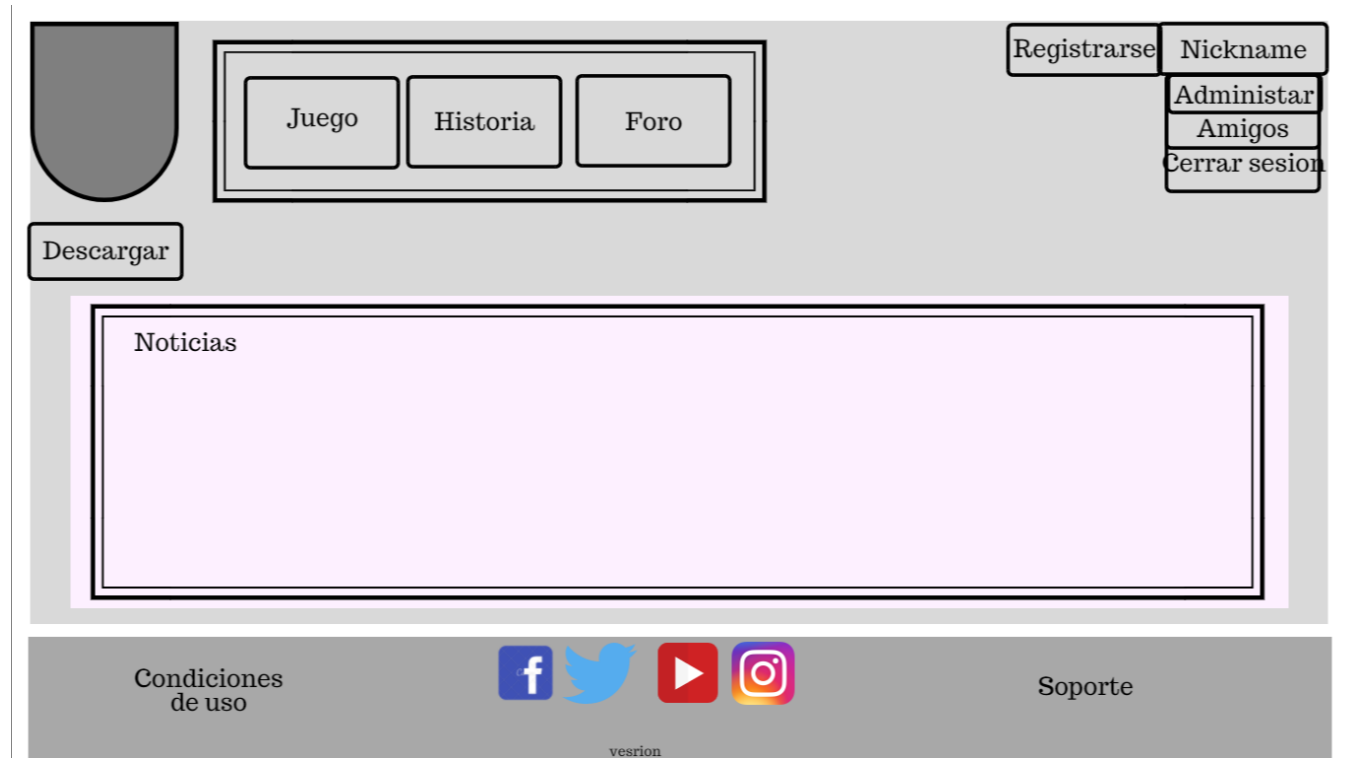 Registrarse
Nickname
Juego
Historia
Foro
Administar
Amigos
Cerrar sesion
Descargar
Noticias
Condiciones
de uso
Soporte
vesrion